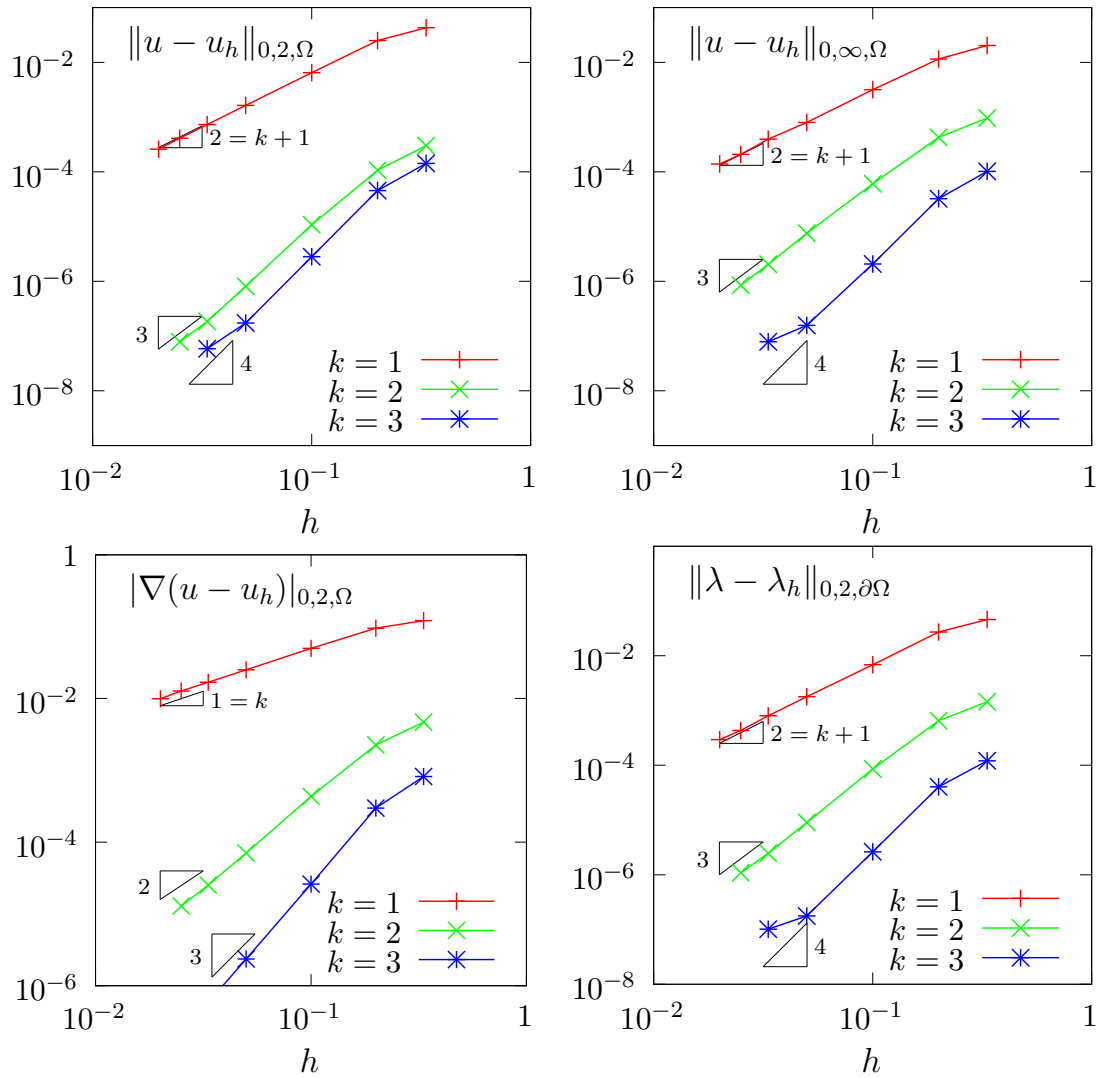 ‖u − u_h‖_{0,2,Ω}
10^{−2}
10^{−4}
10^{−6}
10^{−8}
2 = k + 1
3
4
k = 1
k = 2
k = 3
10^{−2}
10^{−1}
1
h
‖u − u_h‖_{0,∞,Ω}
10^{−2}
10^{−4}
10^{−6}
10^{−8}
2 = k + 1
3
4
k = 1
k = 2
k = 3
10^{−2}
10^{−1}
1
h
|∇(u − u_h)|_{0,2,Ω}
1
10^{−2}
10^{−4}
10^{−6}
1 = k
2
3
k = 1
k = 2
k = 3
10^{−2}
10^{−1}
1
h
‖λ − λ_h‖_{0,2,∂Ω}
10^{−2}
10^{−4}
10^{−6}
10^{−8}
2 = k + 1
3
4
k = 1
k = 2
k = 3
10^{−2}
10^{−1}
1
h